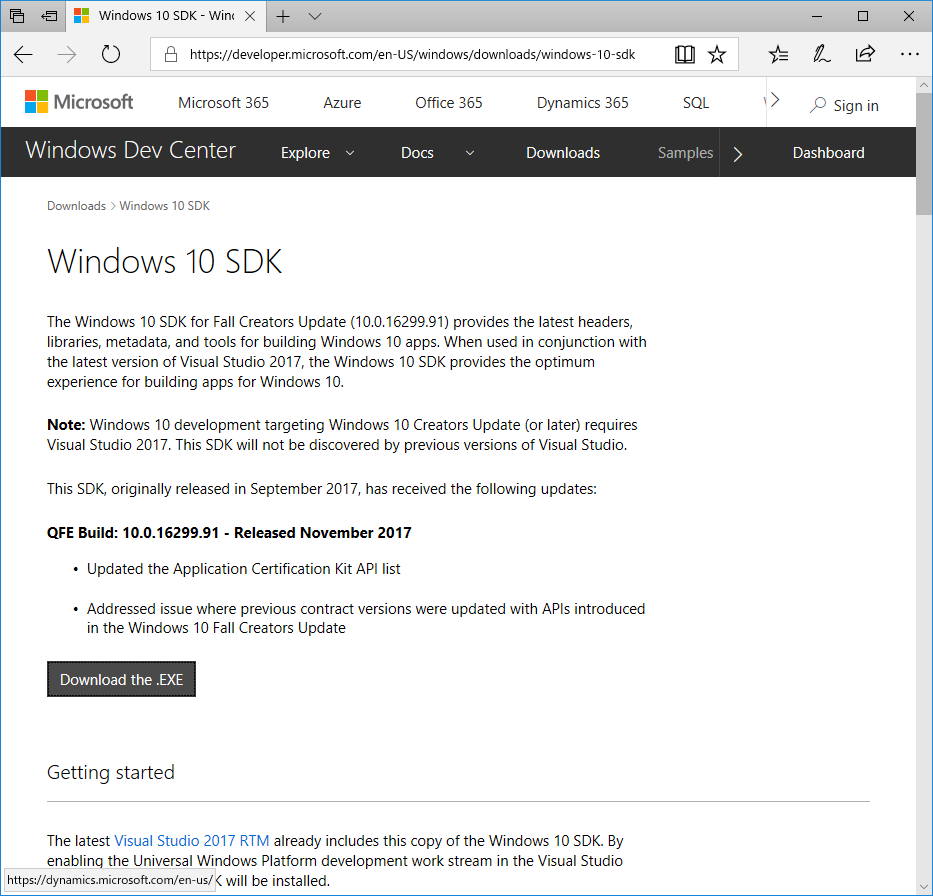 Windows 10 SDK - Wind
https://developer.microsoft.com/en-US/windows/downloads/windows-10-sdk
Microsoft
Microsoft 365
Azure
Office 365
Dynamics 365
SQL
Sign in
Windows Dev Center
Explore
Docs
Downloads
Samples
Dashboard
Downloads > Windows 10 SDK
Windows 10 SDK
The Windows 10 SDK for Fall Creators Update (10.0.16299.91) provides the latest headers,
libraries, metadata, and tools for building Windows 10 apps. When used in conjunction with
the latest version of Visual Studio 2017, the Windows 10 SDK provides the optimum
experience for building apps for Windows 10.
Note: Windows 10 development targeting Windows 10 Creators Update (or later) requires
Visual Studio 2017. This SDK will not be discovered by previous versions of Visual Studio.
This SDK, originally released in September 2017, has received the following updates:
QFE Build: 10.0.16299.91 - Released November 2017
• Updated the Application Certification Kit API list
• Addressed issue where previous contract versions were updated with APIs introduced
in the Windows 10 Fall Creators Update
Download the .EXE
Getting started
The latest Visual Studio 2017 RTM already includes this copy of the Windows 10 SDK. By
enabling the Universal Windows Platform development work stream in the Visual Studio
https://dynamics.microsoft.com/en-us/
K will be installed.